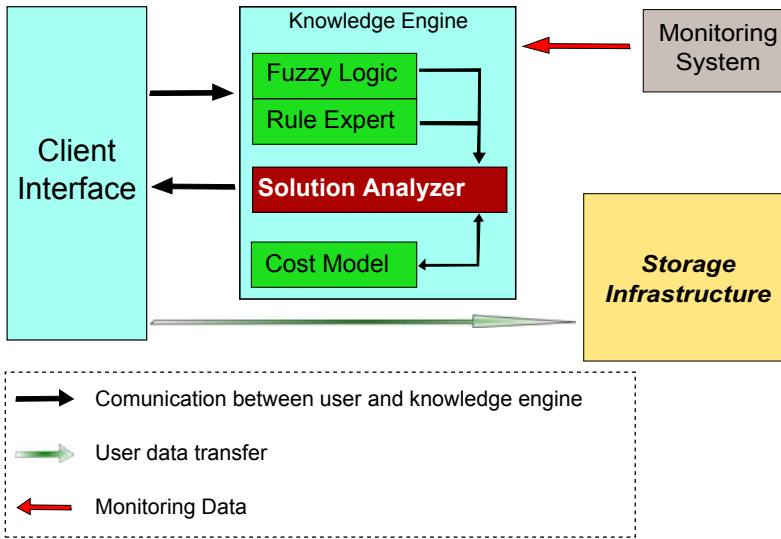 Knowledge Engine
Monitoring
System
Fuzzy Logic
Rule Expert
Client
Interface
Solution Analyzer
Cost Model
Storage
Infrastructure
Comunication between user and knowledge engine
User data transfer
Monitoring Data